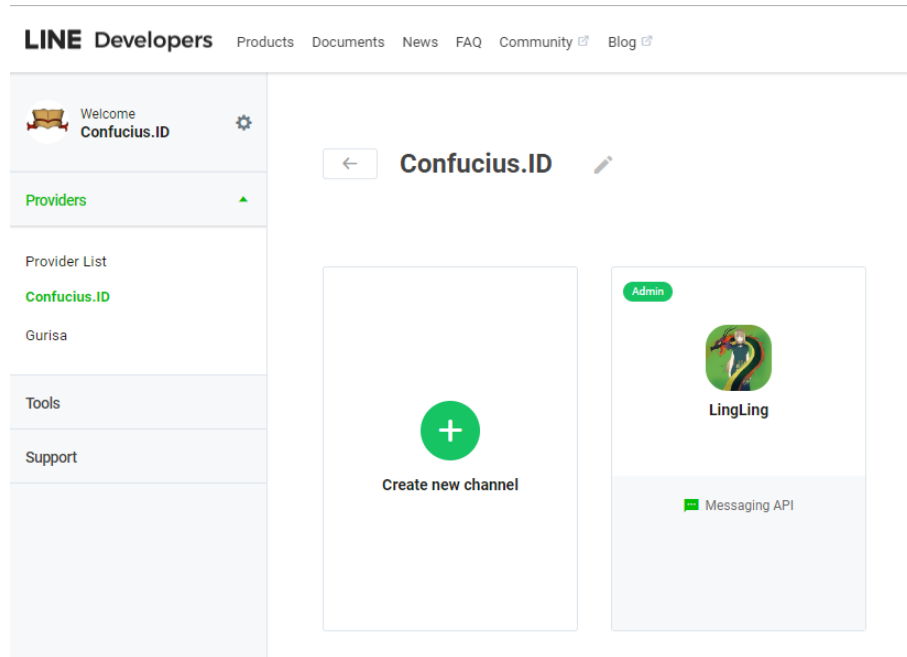 LINE Developers Products Documents News FAQ Community Blog
Welcome
Confucius.ID
Confucius.ID
Providers
Provider List
Confucius.ID
Gurisa
Tools
Support
Create new channel
Admin
LingLing
Messaging API